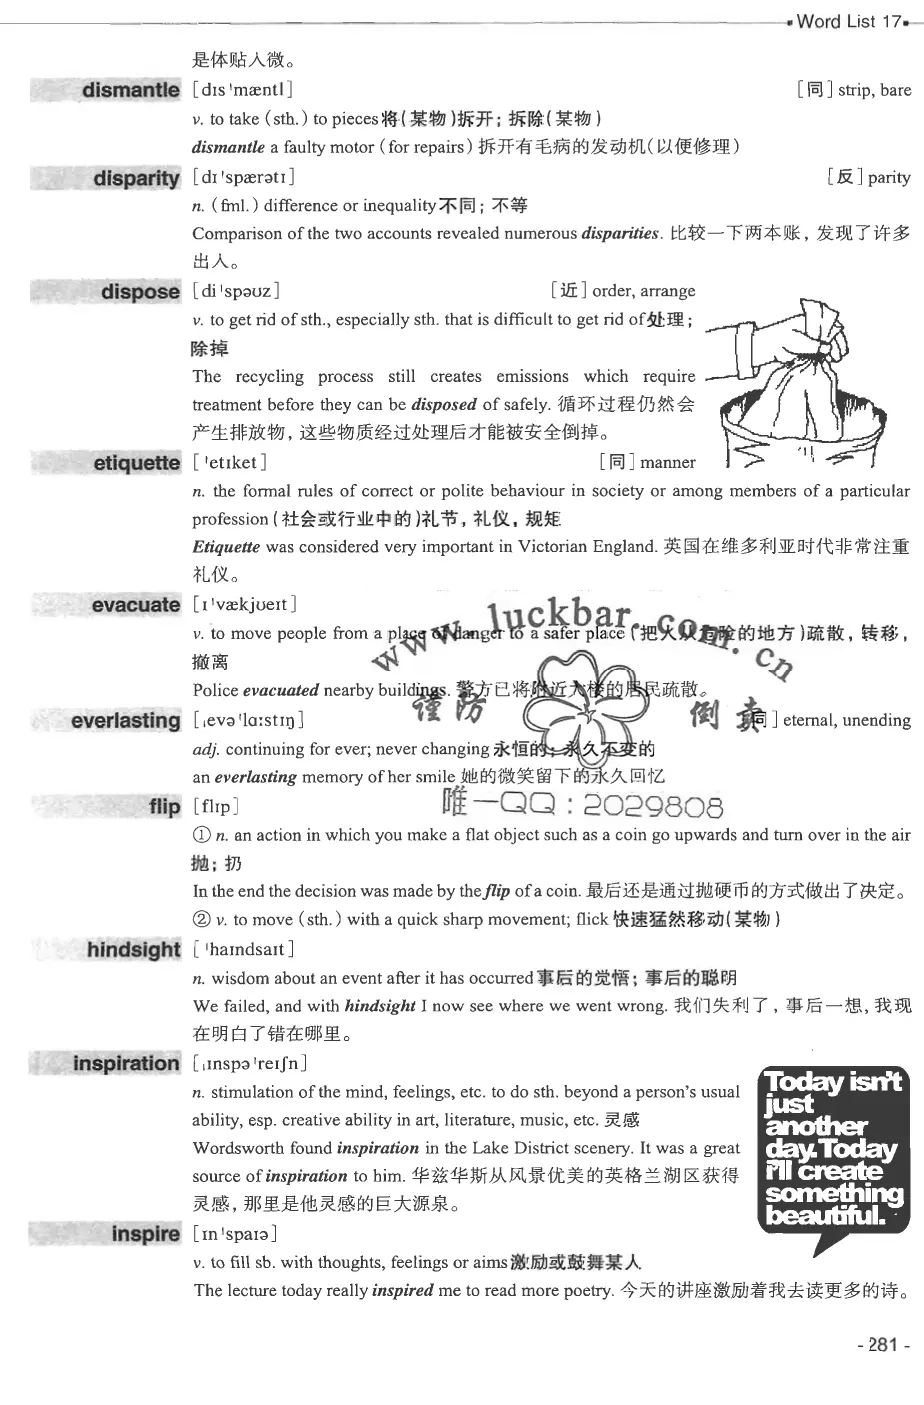 Word List 17
是体贴人微。
dismantle [dɪsˈmæntl] [同] strip, bare
v. to take (sth.) to pieces 将(某物)拆开；拆除(某物)
dismantle a faulty motor (for repairs) 拆开有毛病的发动机(以便修理)
disparity [dɪˈspærətɪ] [反] parity
n. (fml.) difference or inequality 不同；不等
Comparison of the two accounts revealed numerous disparities. 比较一下两本账，发现了许多
出入。
dispose [diˈspəʊz] [近] order, arrange
v. to get rid of sth., especially sth. that is difficult to get rid of 处理；
除掉
The recycling process still creates emissions which require
treatment before they can be disposed of safely. 循环过程仍然会
产生排放物，这些物质经过处理后才能被安全倒掉。
etiquette [ˈetɪket] [同] manner
n. the formal rules of correct or polite behaviour in society or among members of a particular
profession (社会或行业中的)礼节，礼仪，规矩
Etiquette was considered very important in Victorian England. 英国在维多利亚时代非常注重
礼仪。
evacuate [ɪˈvækjʊeɪt]
v. to move people from a place of danger to a safer place (把人从危险的地方)疏散，转移，
撤离
Police evacuated nearby buildings. 警方已将附近大楼的居民疏散。
www.luckbar.com.cn
谨防倒卖
everlasting [ˌevəˈlɑːstɪŋ] [同] eternal, unending
adj. continuing for ever; never changing 永恒的；永久不变的
an everlasting memory of her smile 她的微笑留下的永久回忆
唯一QQ：2029808
flip [flɪp]
① n. an action in which you make a flat object such as a coin go upwards and turn over in the air
抛；扔
In the end the decision was made by the flip of a coin. 最后还是通过抛硬币的方式做出了决定。
② v. to move (sth.) with a quick sharp movement; flick 快速猛然移动(某物)
hindsight [ˈhaɪndsaɪt]
n. wisdom about an event after it has occurred 事后的觉悟；事后的聪明
We failed, and with hindsight I now see where we went wrong. 我们失利了，事后一想，我现
在明白了错在哪里。
inspiration [ˌɪnspəˈreɪʃn]
n. stimulation of the mind, feelings, etc. to do sth. beyond a person's usual
ability, esp. creative ability in art, literature, music, etc. 灵感
Wordsworth found inspiration in the Lake District scenery. It was a great
source of inspiration to him. 华兹华斯从风景优美的英格兰湖区获得
灵感，那里是他灵感的巨大源泉。
Today isn't
just
another
day. Today
I'll create
something
beautiful.
inspire [ɪnˈspaɪə]
v. to fill sb. with thoughts, feelings or aims 激励或鼓舞某人
The lecture today really inspired me to read more poetry. 今天的讲座激励着我去读更多的诗。
- 281 -